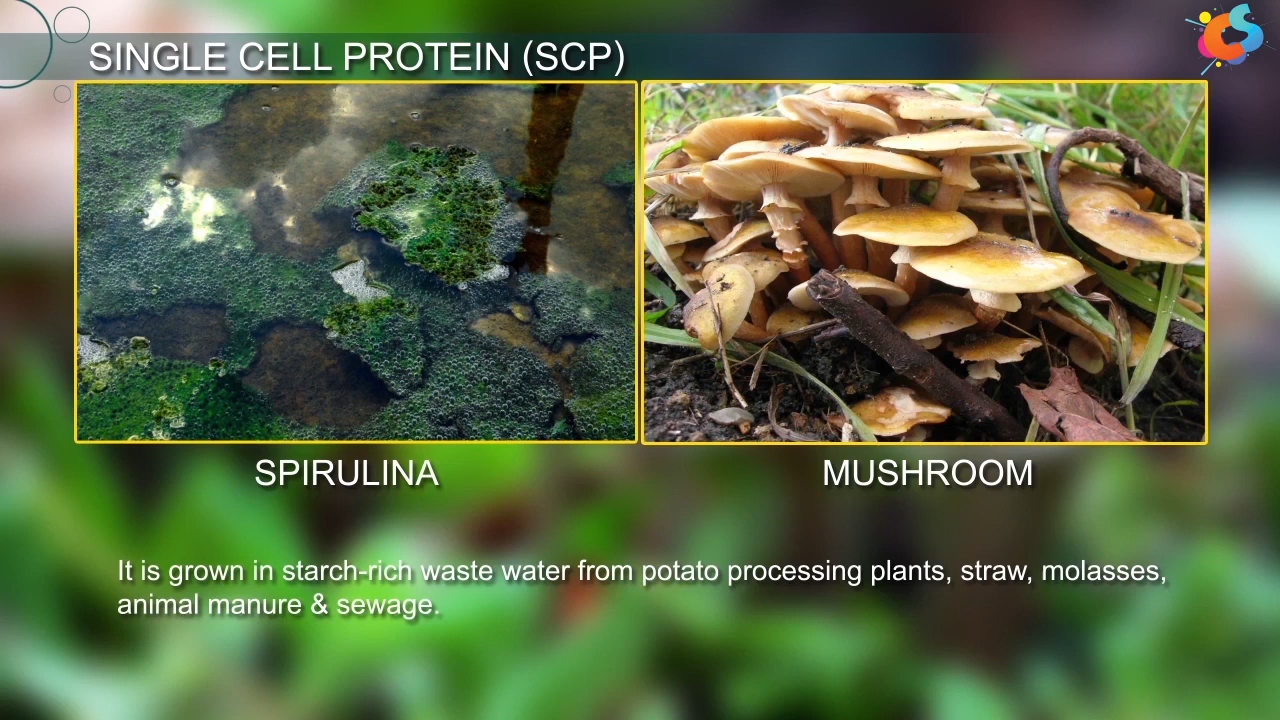 SINGLE CELL PROTEIN (SCP)
SPIRULINA
MUSHROOM
It is grown in starch-rich waste water from potato processing plants, straw, molasses,
animal manure & sewage.